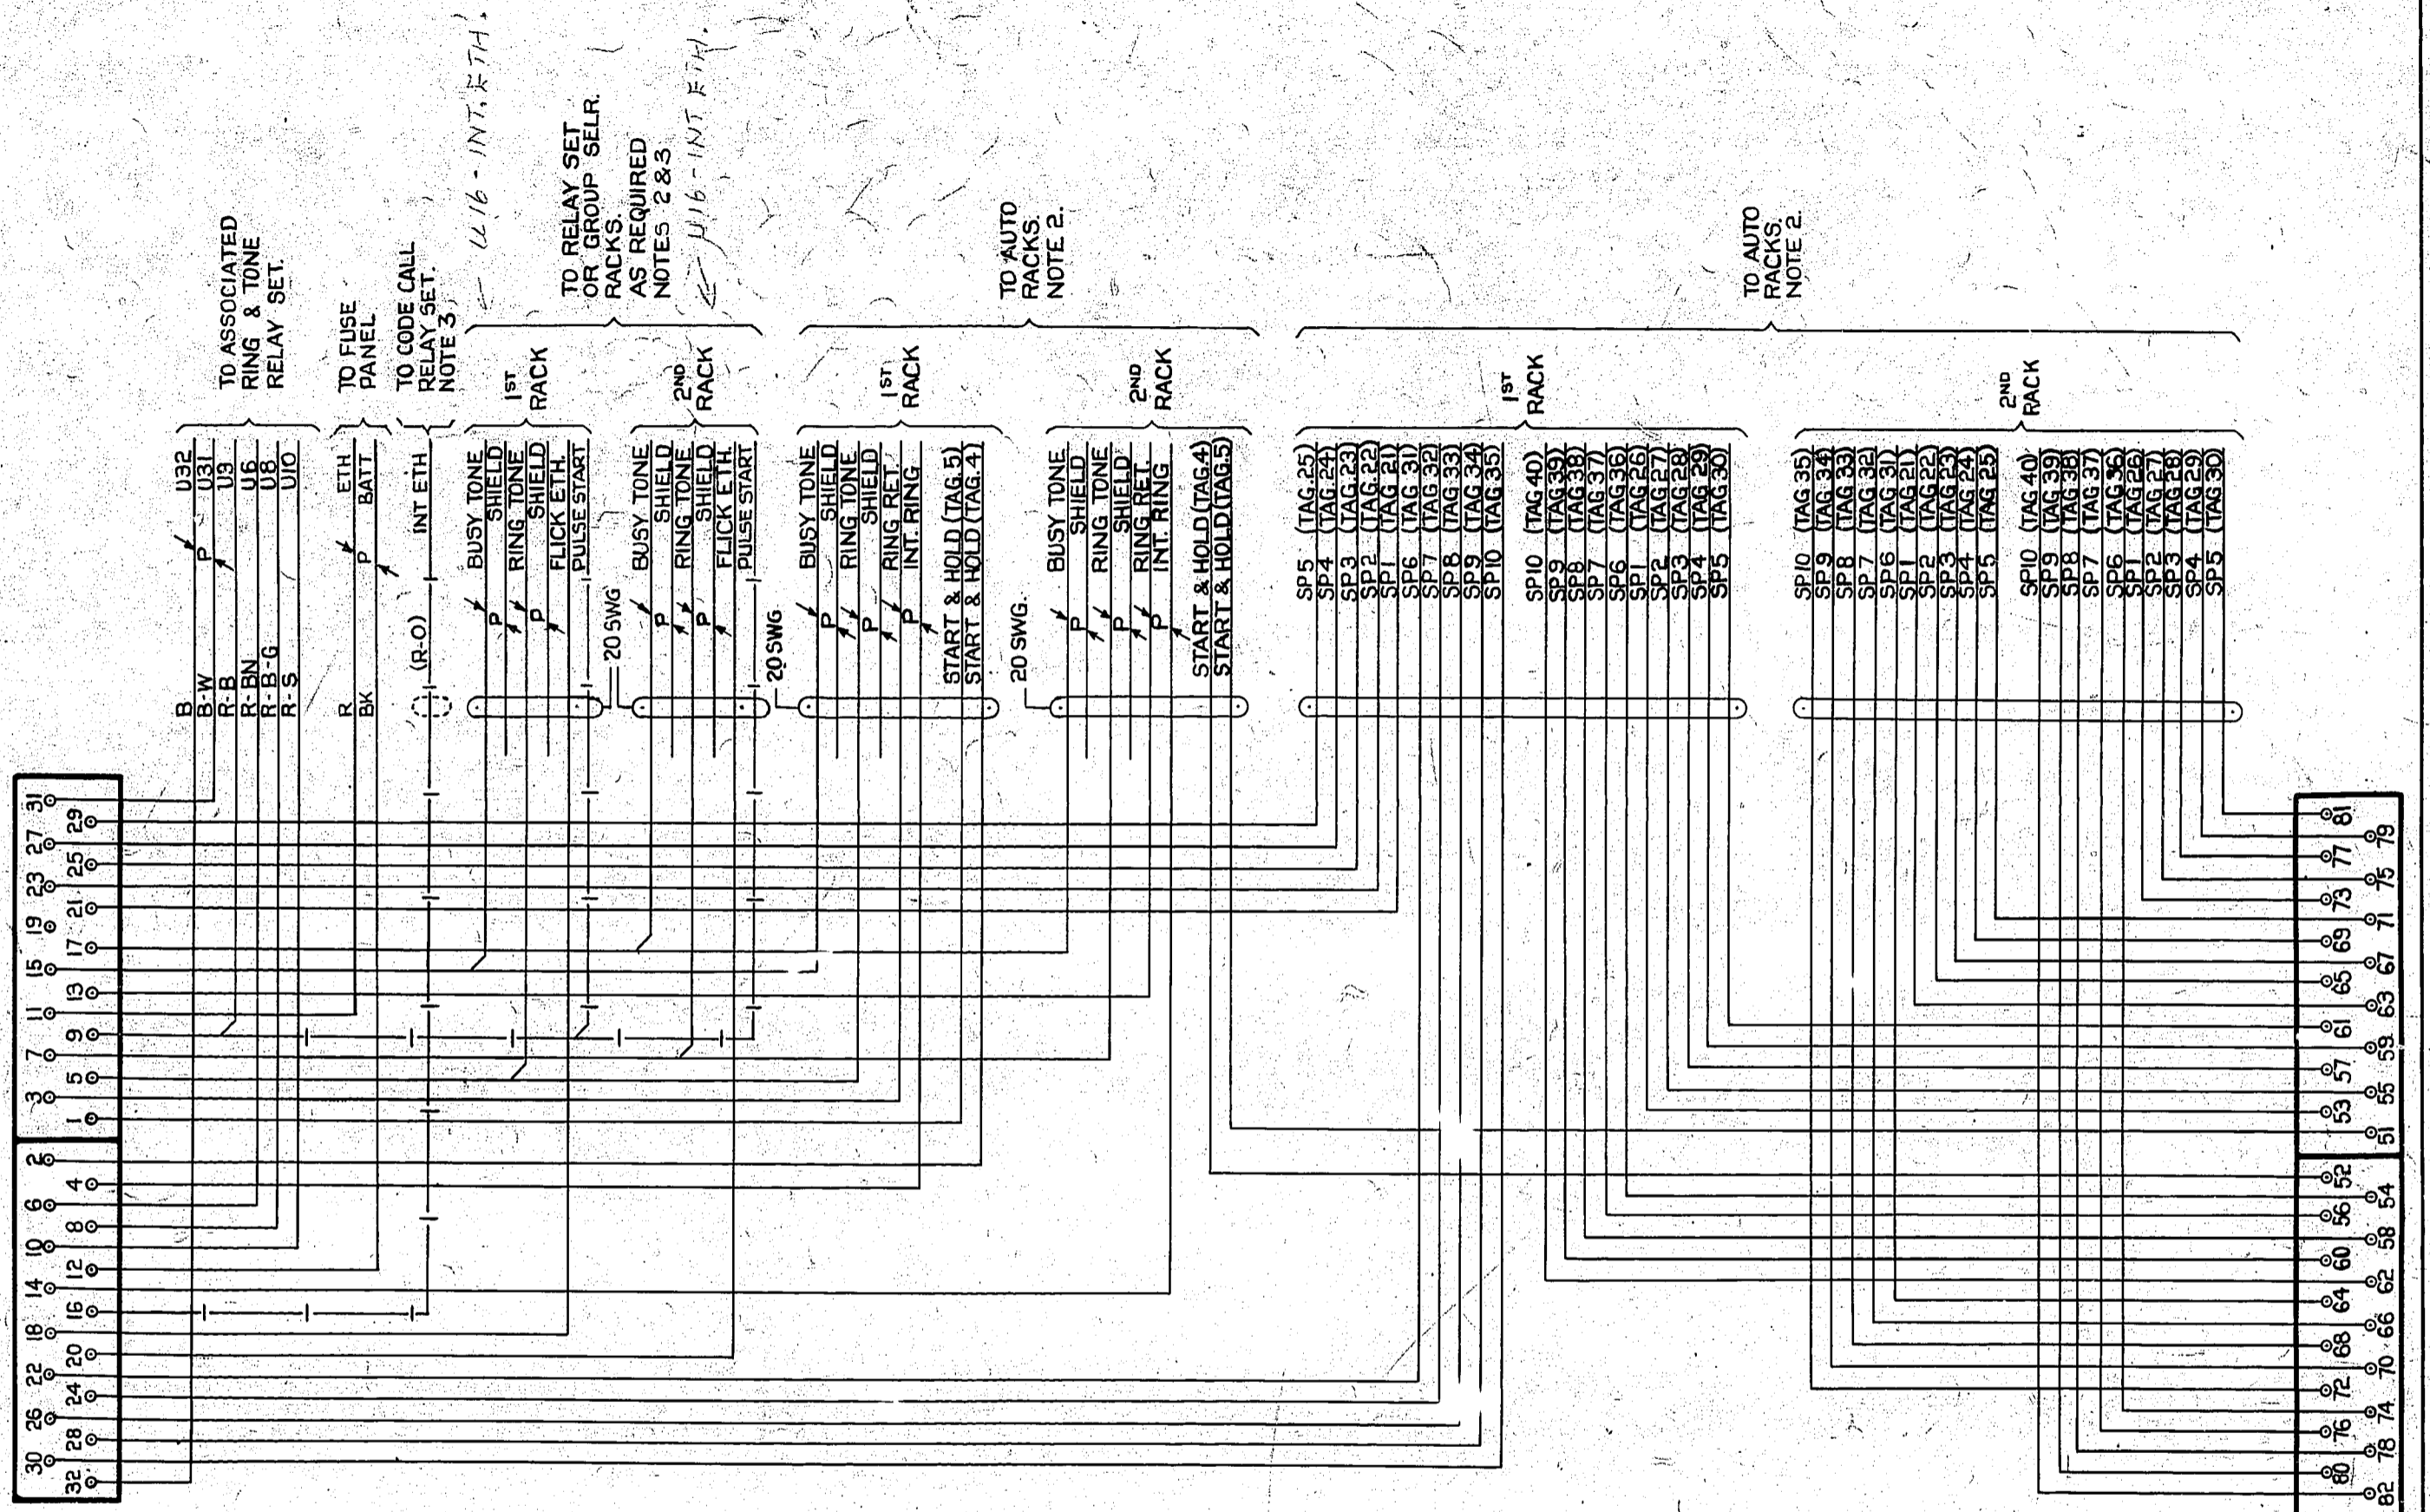 U16 - INT. ETH.
U16 - INT ETH.
TO ASSOCIATED
RING & TONE
RELAY SET.
TO FUSE
PANEL
TO CODE CALL
RELAY SET.
NOTE 3,
TO RELAY SET
OR GROUP SELR.
RACKS.
AS REQUIRED
NOTES 2 & 3
TO AUTO
RACKS.
NOTE 2.
TO AUTO
RACKS.
NOTE 2.
1ST
RACK
2ND
RACK
1ST
RACK
2ND
RACK
1ST
RACK
2ND
RACK
B U32
B-W P U31
R-B U3
R-BN U6
R-B-G U8
R-S U10
R ETH
BK P BATT
(R-O) INT ETH
BUSY TONE
P SHIELD
RING TONE
P SHIELD
FLICK ETH.
PULSE START
20 SWG
BUSY TONE
P SHIELD
RING TONE
P SHIELD
FLICK ETH.
PULSE START
20 SWG
BUSY TONE
P SHIELD
RING TONE
P SHIELD
RING RET.
P INT. RING
START & HOLD (TAG. 5)
START & HOLD (TAG. 4)
20 SWG.
BUSY TONE
P SHIELD
RING TONE
P SHIELD
RING RET.
P INT. RING
START & HOLD (TAG.4)
START & HOLD (TAG.5)
SP5 (TAG.25)
SP4 (TAG.24)
SP3 (TAG.23)
SP2 (TAG.22)
SP1 (TAG 21)
SP6 (TAG 31)
SP7 (TAG 32)
SP8 (TAG 33)
SP9 (TAG 34)
SP10 (TAG 35)
SP10 (TAG 40)
SP9 (TAG 39)
SP8 (TAG 38)
SP7 (TAG 37)
SP6 (TAG 36)
SP1 (TAG 26)
SP2 (TAG 27)
SP3 (TAG 28)
SP4 (TAG 29)
SP5 (TAG 30)
SP10 (TAG 35)
SP9 (TAG 34)
SP8 (TAG 33)
SP7 (TAG 32)
SP6 (TAG 31)
SP1 (TAG 21)
SP2 (TAG 22)
SP3 (TAG 23)
SP4 (TAG 24)
SP5 (TAG 25)
SP10 (TAG 40)
SP9 (TAG 39)
SP8 (TAG 38)
SP7 (TAG 37)
SP6 (TAG 36)
SP1 (TAG 26)
SP2 (TAG 27)
SP3 (TAG 28)
SP4 (TAG 29)
SP5 (TAG 30)
31
29
27
25
23
21
19
17
15
13
11
9
7
5
3
1
2
4
6
8
10
12
14
16
18
20
22
24
26
28
30
32
81
79
77
75
73
71
69
67
65
63
61
59
57
55
53
51
52
54
56
58
60
62
64
66
68
70
72
74
76
78
80
82